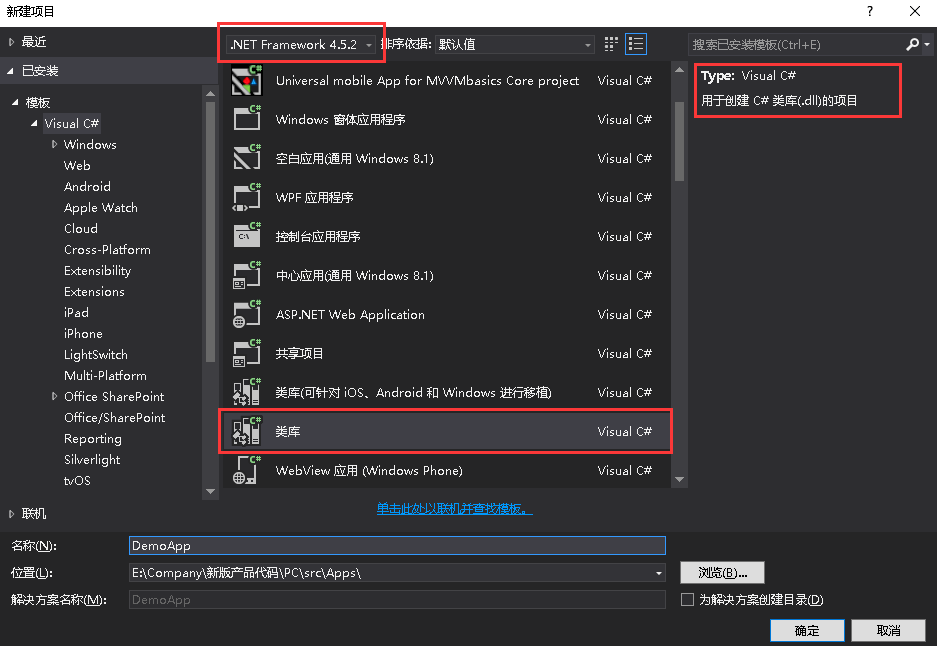 新建项目
?
最近
.NET Framework 4.5.2
排序依据:
默认值
搜索已安装模板(Ctrl+E)
已安装
模板
Visual C#
Windows
Web
Android
Apple Watch
Cloud
Cross-Platform
Extensibility
Extensions
iPad
iPhone
LightSwitch
Multi-Platform
Office SharePoint
Office/SharePoint
Reporting
Silverlight
tvOS
联机
Universal mobile App for MVVMbasics Core project Visual C#
Windows 窗体应用程序 Visual C#
空白应用(通用 Windows 8.1) Visual C#
WPF 应用程序 Visual C#
控制台应用程序 Visual C#
中心应用(通用 Windows 8.1) Visual C#
ASP.NET Web Application Visual C#
共享项目 Visual C#
类库(可针对 iOS、Android 和 Windows 进行移植) Visual C#
类库 Visual C#
WebView 应用 (Windows Phone) Visual C#
单击此处以联机并查找模板。
Type: Visual C#
用于创建 C# 类库(.dll)的项目
名称(N): DemoApp
位置(L): E:\Company\新版产品代码\PC\src\Apps\ 浏览(B)...
解决方案名称(M): DemoApp 为解决方案创建目录(D)
确定 取消